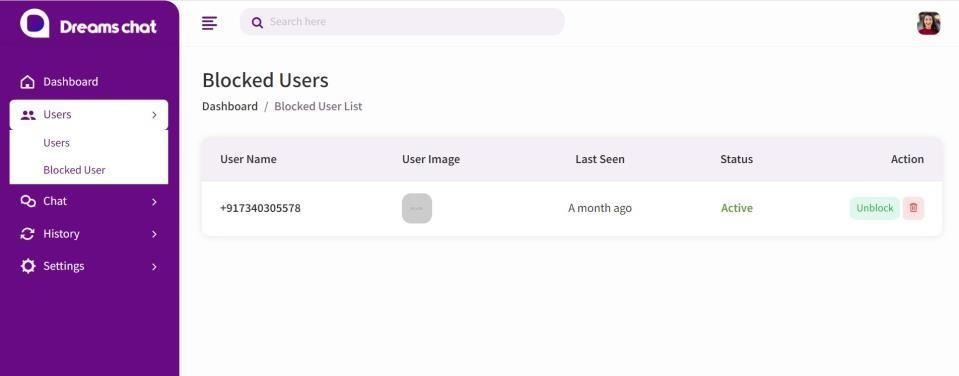 Dreams chat
Search here
Dashboard
Users
Users
Blocked User
Chat
History
Settings
Blocked Users
Dashboard / Blocked User List
User Name User Image Last Seen Status Action
+917340305578 A month ago Active Unblock